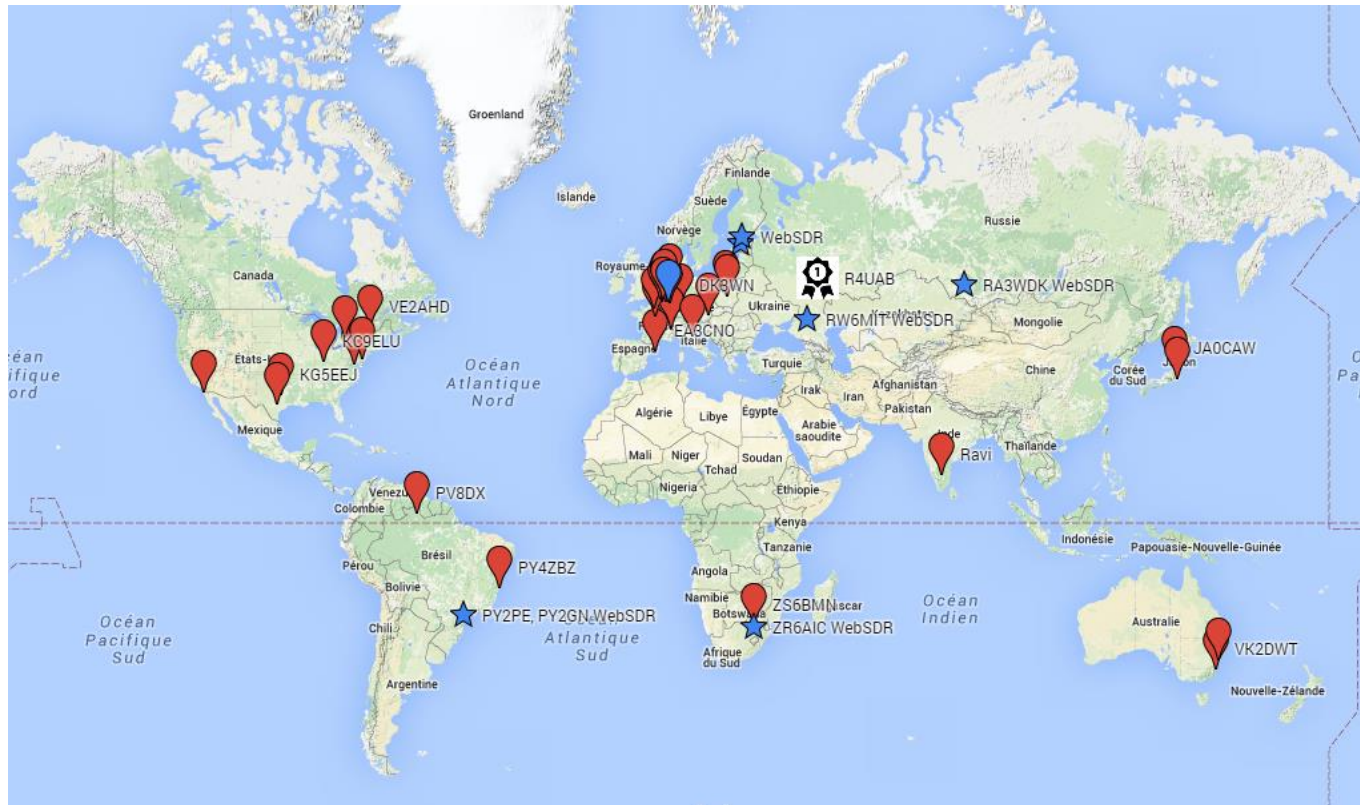 Groenland
Finlande
Islande
Suède
Russie
Norvège
WebSDR
Royaume
Canada
DK3WN
1
R4UAB
RA3WDK WebSDR
VE2AHD
Ukraine
RW6MIT WebSDR
Mongolie
KC9ELU
EA3CNO
Italie
Espagne
JA0CAW
États-
Océan
Atlantique
Nord
Turquie
Chine
Corée
du Sud
KG5EEJ
Irak
Iran
Afghanistan
Pakistan
Algérie
Libye
Égypte
Arabie
saoudite
Mexique
Inde
Thaïlande
Ravi
Mali
Niger
Tchad
Soudan
Venezu
PV8DX
Colombie
Nigeria
Éthiopie
Kenya
Indonésie
Papouasie-Nouvelle-Guinée
Tanzanie
Pérou
Brésil
PY4ZBZ
Bolivie
Angola
Namibie
Botswa
ZS6BMN
scar
PY2PE, PY2GN WebSDR
ZR6AIC WebSDR
Océan
Indien
Australie
Océan
Pacifique
Sud
Chili
Atlantique
Sud
Afrique
du Sud
VK2DWT
Argentine
Nouvelle-Zélande